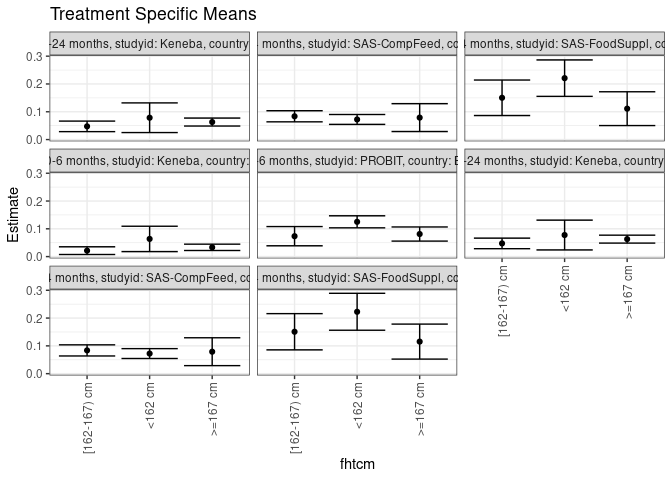 Treatment Specific Means
-24 months, studyid: Keneba, country
months, studyid: SAS-CompFeed, co
months, studyid: SAS-FoodSuppl, co
0.3
0.2
0.1
0.0
-6 months, studyid: Keneba, country:
-6 months, studyid: PROBIT, country:
-24 months, studyid: Keneba, country
0.3
0.2
0.1
0.0
months, studyid: SAS-CompFeed, co
months, studyid: SAS-FoodSuppl, co
0.3
0.2
0.1
0.0
Estimate
[162-167) cm
<162 cm
>=167 cm
[162-167) cm
<162 cm
>=167 cm
[162-167) cm
<162 cm
>=167 cm
fhtcm